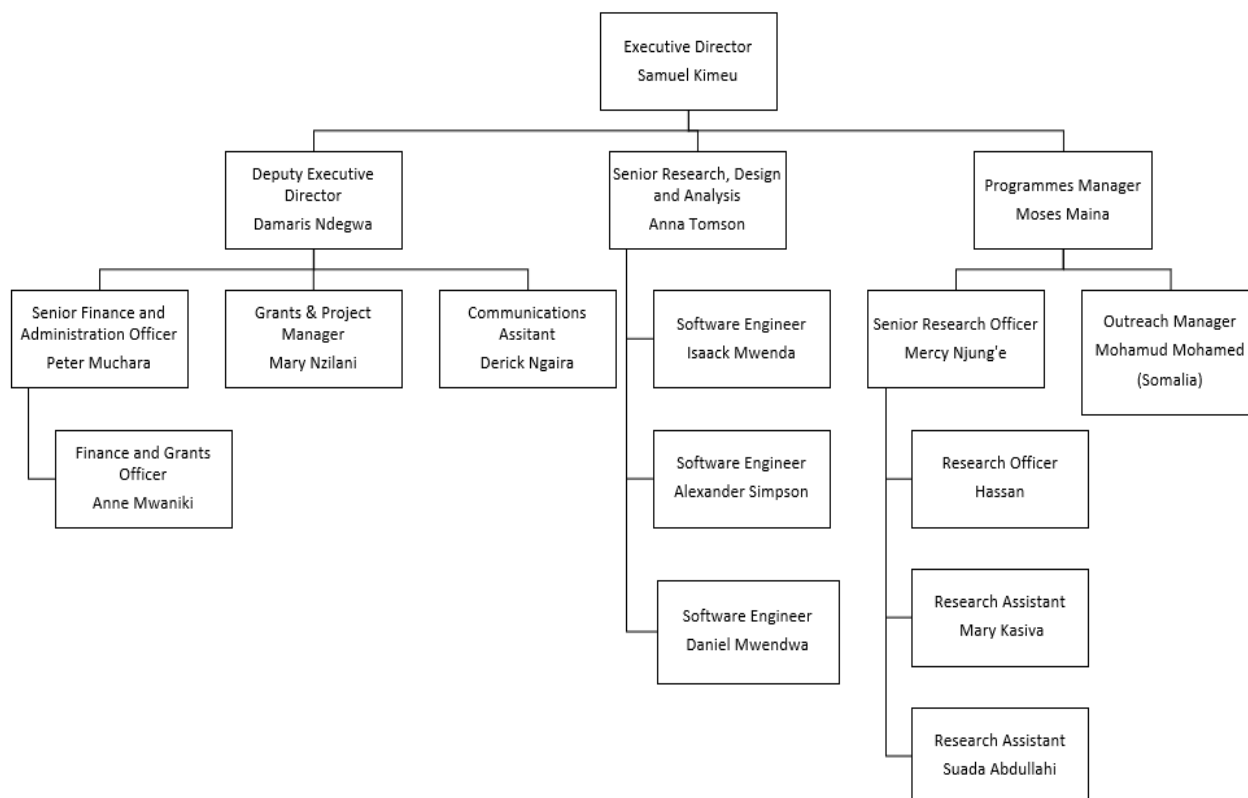 Executive Director
Samuel Kimeu
Deputy Executive
Director
Damaris Ndegwa
Senior Research, Design
and Analysis
Anna Tomson
Programmes Manager
Moses Maina
Senior Finance and
Administration Officer
Peter Muchara
Grants & Project
Manager
Mary Nzilani
Communications
Assitant
Derick Ngaira
Software Engineer
Isaack Mwenda
Senior Research Officer
Mercy Njung'e
Outreach Manager
Mohamud Mohamed
(Somalia)
Finance and Grants
Officer
Anne Mwaniki
Software Engineer
Alexander Simpson
Research Officer
Hassan
Software Engineer
Daniel Mwendwa
Research Assistant
Mary Kasiva
Research Assistant
Suada Abdullahi